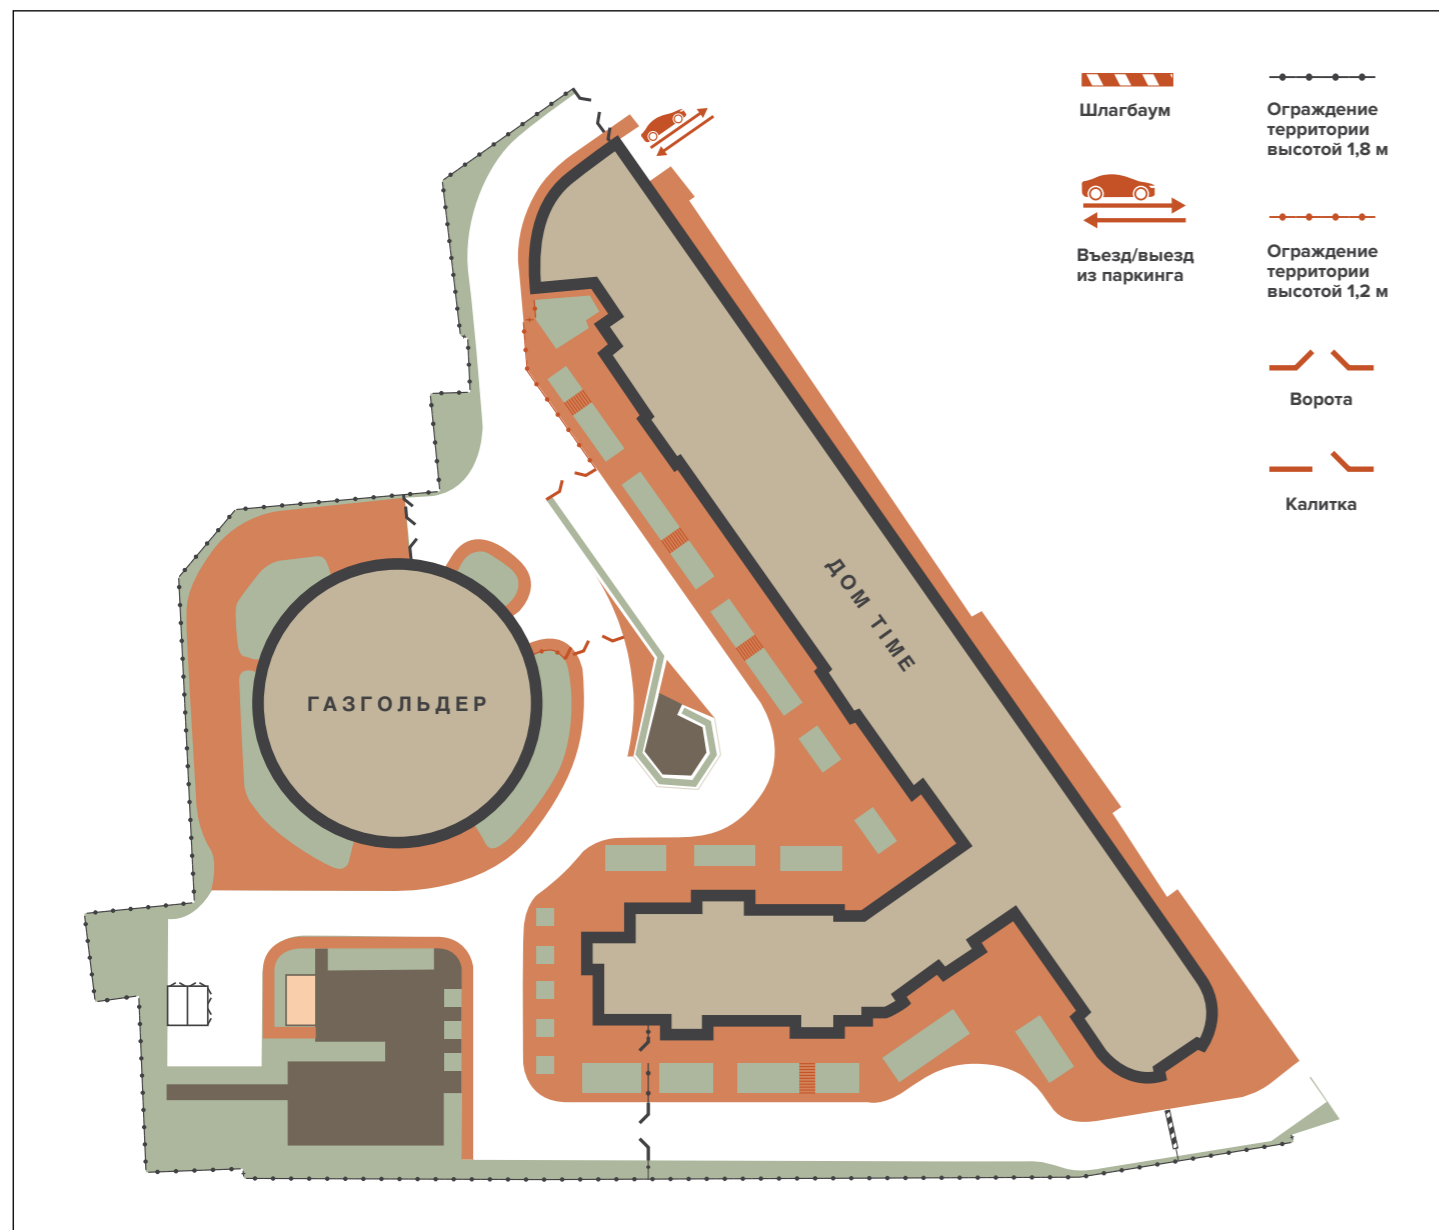 Шлагбаум
Въезд/выезд
из паркинга
Ограждение
территории
высотой 1,8 м
Ограждение
территории
высотой 1,2 м
Ворота
Калитка
ДОМ TIME
ГАЗГОЛЬДЕР